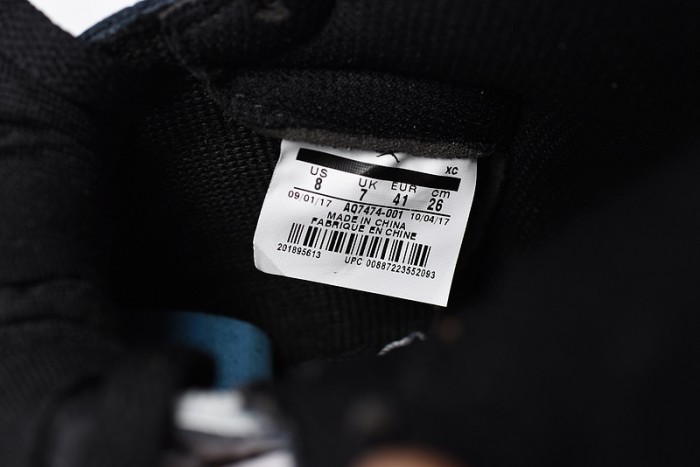 XC
US UK EUR cm
8 7 41 26
09/01/17 AQ7474-001 10/04/17
MADE IN CHINA
FABRIQUE EN CHINE
201895613 UPC 00887223552093